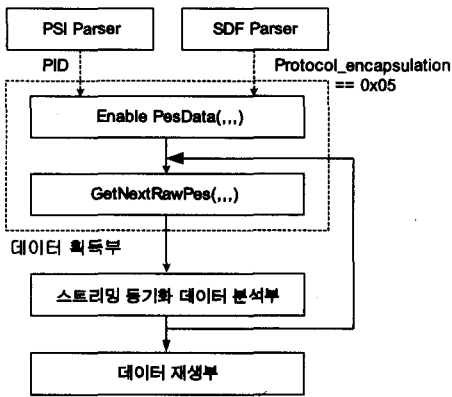 PSI Parser
SDF Parser
PID
Protocol_encapsulation
== 0x05
Enable PesData(,,,)
GetNextRawPes(,,,)
데이터 획득부
스트리밍 동기화 데이터 분석부
데이터 재생부